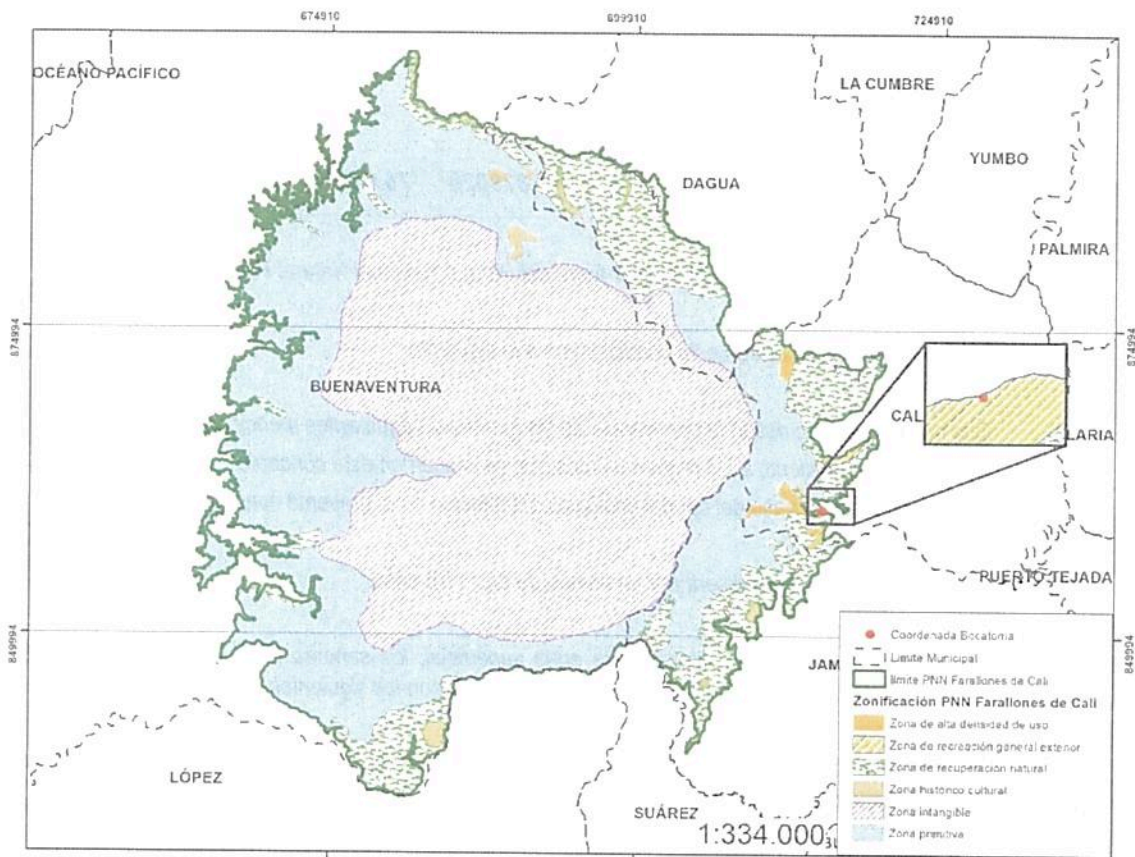 674910 699910 724910
OCÉANO PACÍFICO
LA CUMBRE
YUMBO
DAGUA
PALMIRA
874994 874994
BUENAVENTURA
CAL LARIA
PUERTO TEJADA
849994 849994
JAM
LÓPEZ
SUÁREZ
1:334.000
Coordenada Bocatoma
Límite Municipal
límite PNN Farallones de Cali
Zonificación PNN Farallones de Cali
Zona de alta densidad de uso
Zona de recreación general exterior
Zona de recuperación natural
Zona histórico cultural
Zona intangible
Zona primitiva